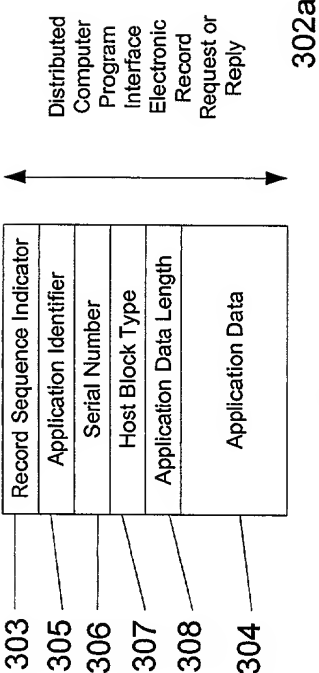 303
Record Sequence Indicator
305
Application Identifier
306
Serial Number
307
Host Block Type
308
Application Data Length
304
Application Data
Distributed
Computer
Program
Interface
Electronic
Record
Request or
Reply
302a